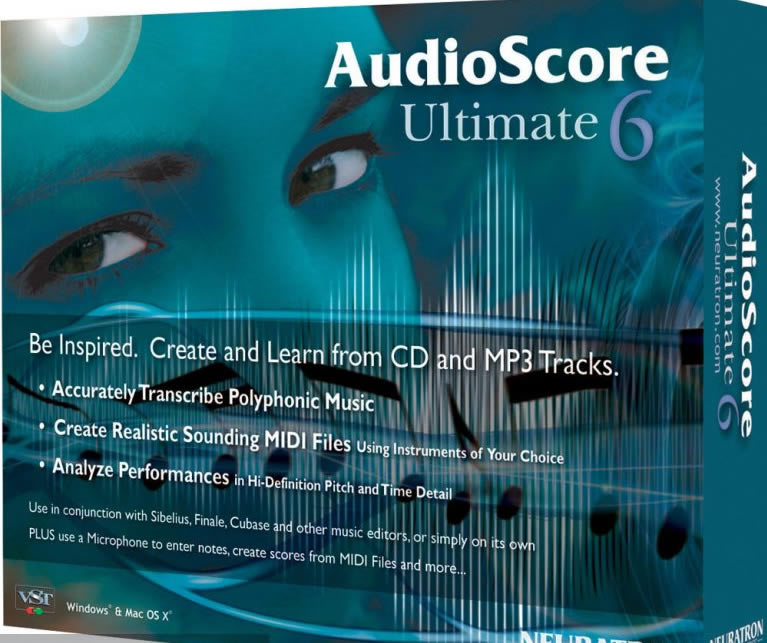 AudioScore
Ultimate 6
Be Inspired. Create and Learn from CD and MP3 Tracks.
• Accurately Transcribe Polyphonic Music
• Create Realistic Sounding MIDI Files Using Instruments of Your Choice
• Analyze Performances in Hi-Definition Pitch and Time Detail
Use in conjunction with Sibelius, Finale, Cubase and other music editors, or simply on its own
PLUS use a Microphone to enter notes, create scores from MIDI Files and more...
VST
Windows® & Mac OS X®
NEURATRON
AudioScore
Ultimate 6
www.neuratron.com
NEURATRON